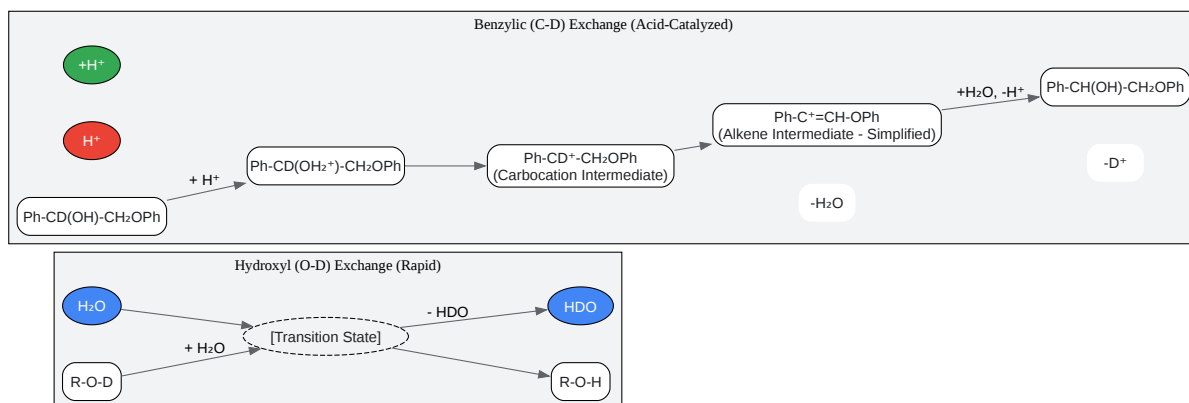 Benzylic (C-D) Exchange (Acid-Catalyzed)
+H⁺
H⁺
Ph-CD(OH)-CH₂OPh
+ H⁺
Ph-CD(OH₂⁺)-CH₂OPh
Ph-CD⁺-CH₂OPh
(Carbocation Intermediate)
Ph-C⁺=CH-OPh
(Alkene Intermediate - Simplified)
-H₂O
+H₂O, -H⁺
Ph-CH(OH)-CH₂OPh
-D⁺
Hydroxyl (O-D) Exchange (Rapid)
H₂O
R-O-D
+ H₂O
[Transition State]
- HDO
HDO
R-O-H